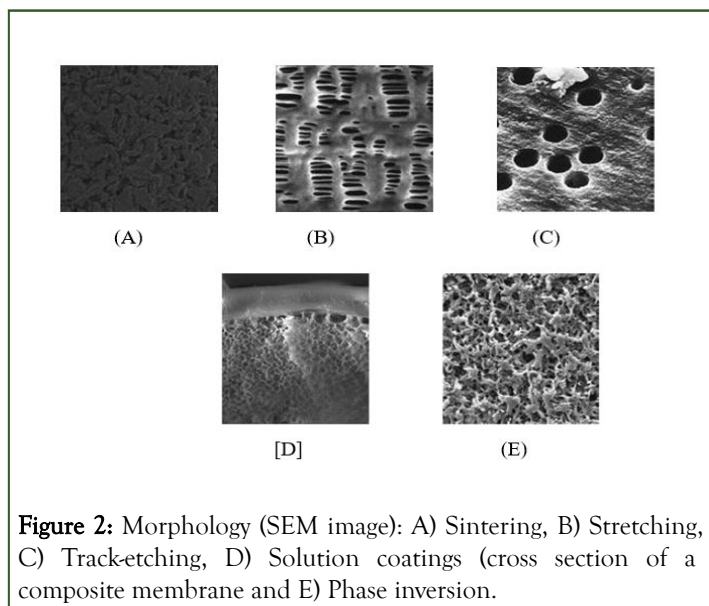 (A)
(B)
(C)
[D]
(E)
Figure 2: Morphology (SEM image): A) Sintering, B) Stretching,
C) Track-etching, D) Solution coatings (cross section of a
composite membrane and E) Phase inversion.